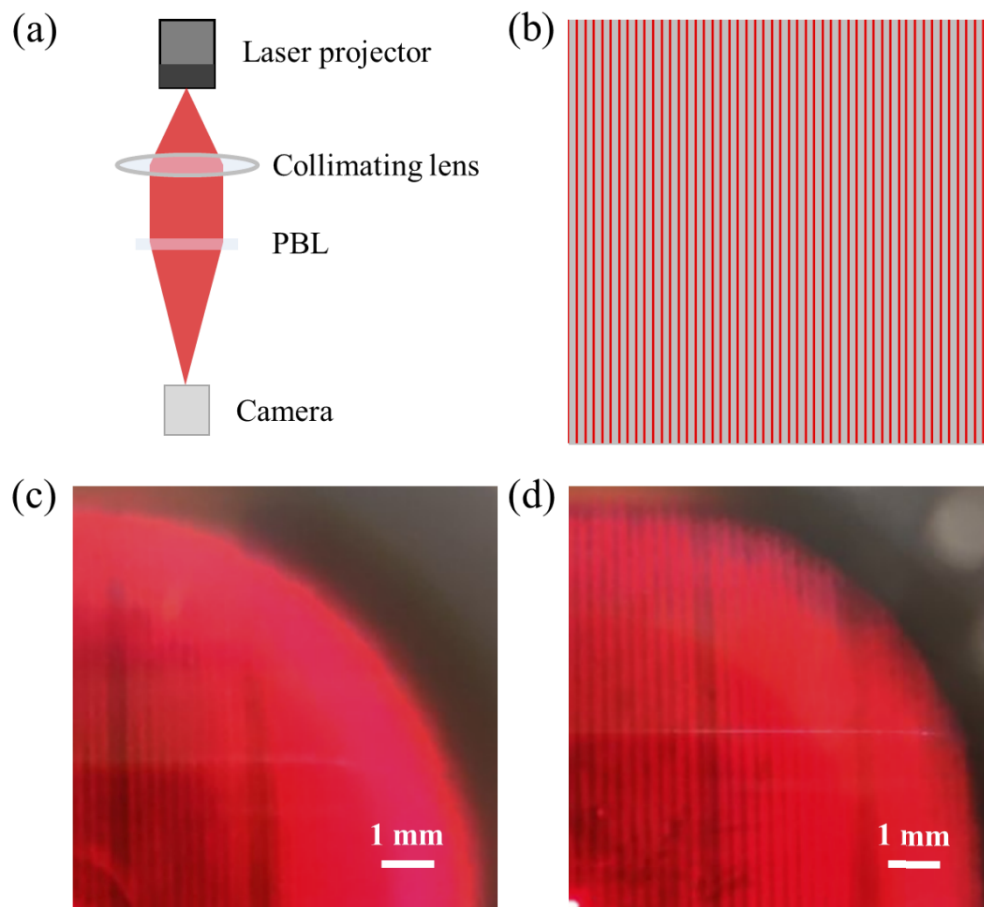 (a)
Laser projector
Collimating lens
PBL
Camera
(b)
(c)
1 mm
(d)
1 mm